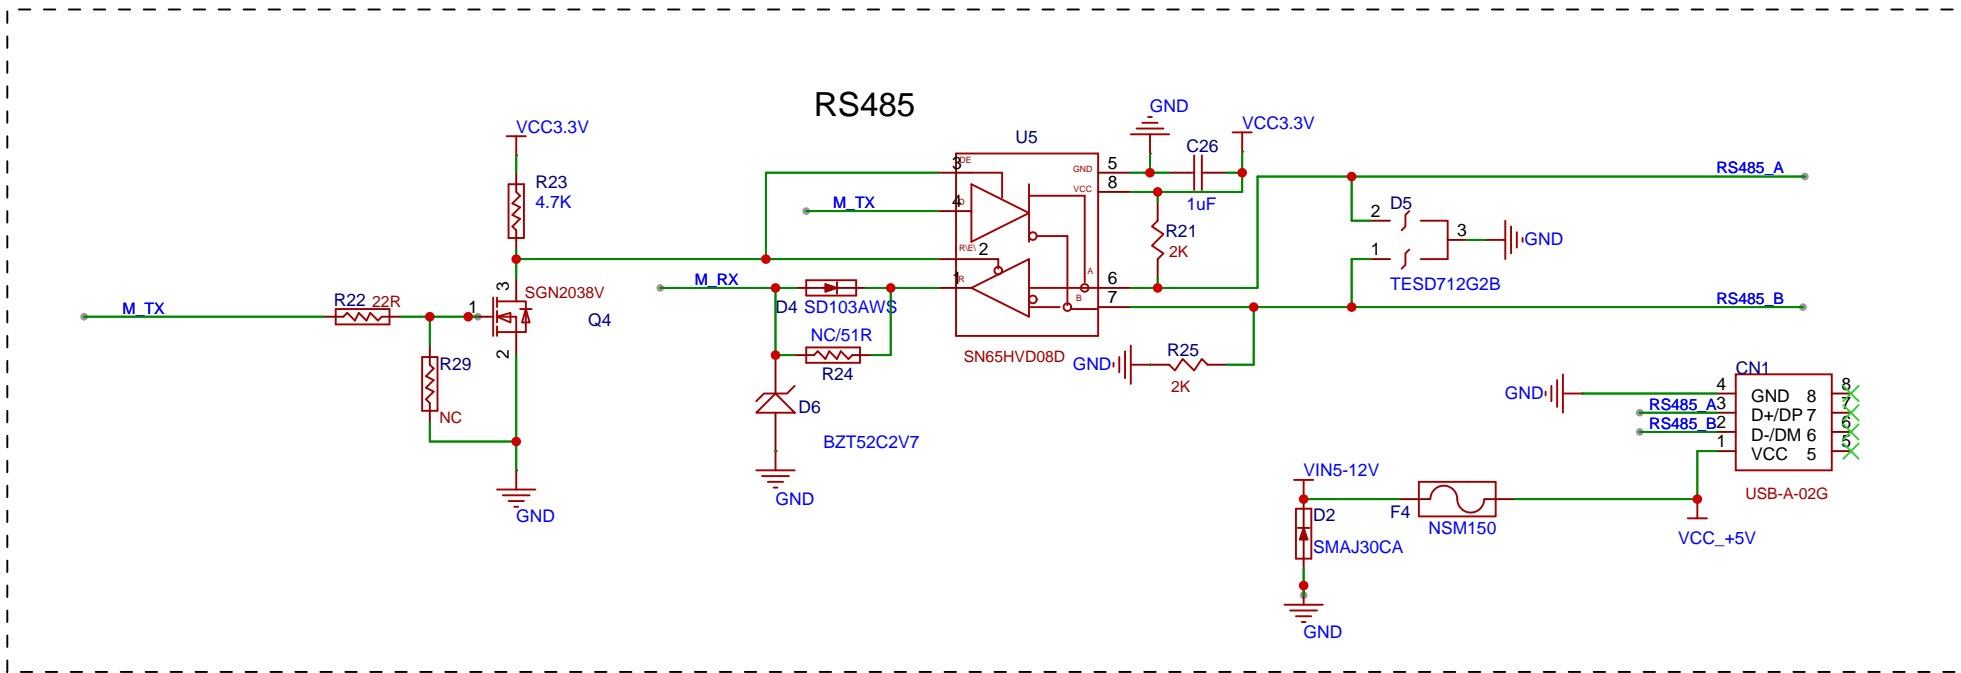 RS485
VCC3.3V
R23
4.7K
M_TX
R22 22R
1
3
2
SGN2038V
Q4
R29
NC
GND
M_TX
M_RX
D4 SD103AWS
NC/51R
R24
D6
BZT52C2V7
GND
U5
3 DE
4
R\E\ 2
1 R
GND 5
VCC 8
A 6
B 7
SN65HVD08D
GND
C26
1uF
VCC3.3V
R21
2K
GND
R25
2K
RS485_A
2 D5
1
3
GND
TESD712G2B
RS485_B
CN1
GND
4 GND 8 8
RS485_A 3 D+/DP 7 7
RS485_B 2 D-/DM 6 6
1 VCC 5 5
USB-A-02G
VIN5-12V
D2
SMAJ30CA
GND
F4
NSM150
VCC_+5V